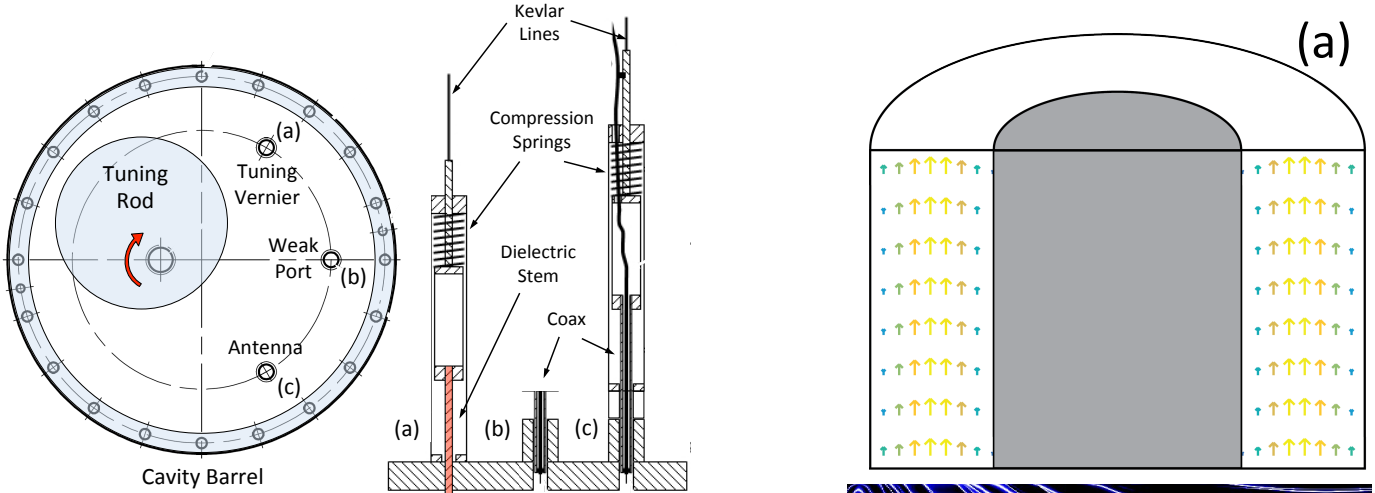 (a)
Tuning
Rod
Tuning
Vernier
Weak
Port
(b)
Antenna
(c)
Cavity Barrel
Kevlar
Lines
Compression
Springs
Dielectric
Stem
Coax
(a)
(b)
(c)
(a)